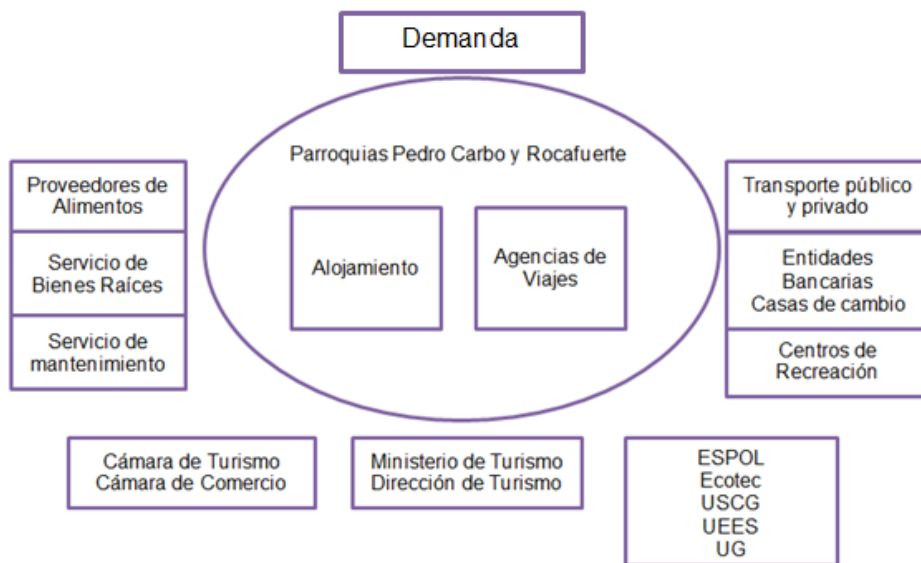 Demanda
Parroquias Pedro Carbo y Rocafuerte
Proveedores de
Alimentos
Servicio de
Bienes Raíces
Servicio de
mantenimiento
Alojamiento
Agencias de
Viajes
Transporte público
y privado
Entidades
Bancarias
Casas de cambio
Centros de
Recreación
Cámara de Turismo
Cámara de Comercio
Ministerio de Turismo
Dirección de Turismo
ESPOL
Ecotec
USCG
UEES
UG